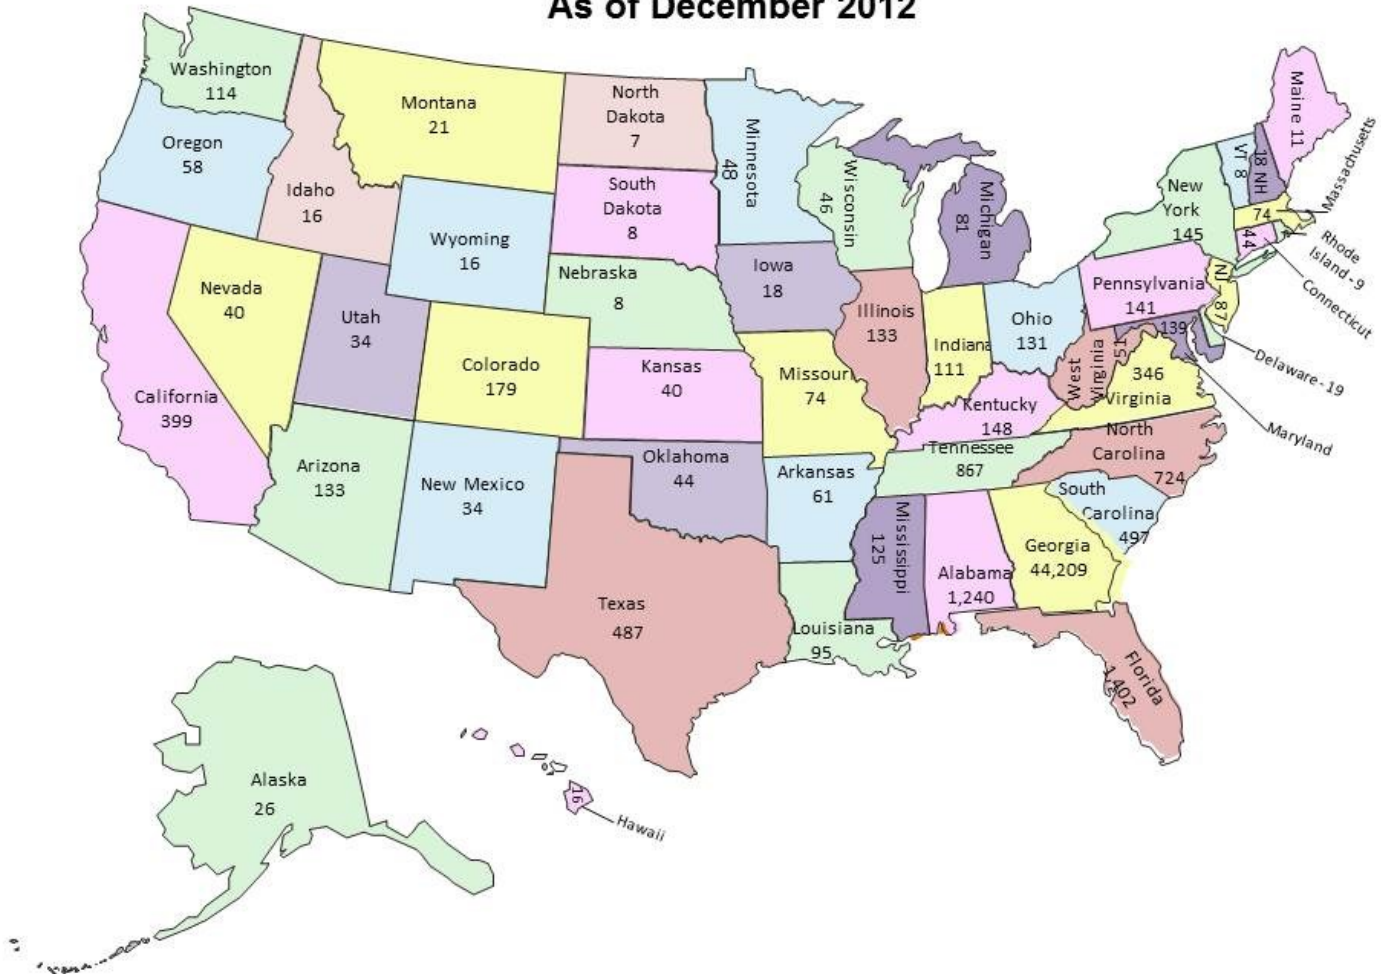 As of December 2012
Washington
114
Oregon
58
Idaho
16
Montana
21
North
Dakota
7
South
Dakota
8
Minnesota
48
Wisconsin
46
Michigan
81
Maine 11
VT 8
18 NH
Massachusetts
74
New
York
145
44
Rhode
Island - 9
Connecticut
Wyoming
16
Nebraska
8
Iowa
18
Nevada
40
Utah
34
Colorado
179
Kansas
40
Missouri
74
Illinois
133
Indiana
111
Ohio
131
Pennsylvania
141
NJ 87
139
Delaware - 19
Maryland
West
Virginia
51
346
Virginia
Kentucky
148
California
399
Arizona
133
New Mexico
34
Oklahoma
44
Arkansas
61
Tennessee
867
North
Carolina
724
South
Carolina
497
Texas
487
Louisiana
95
Mississippi
125
Alabama
1,240
Georgia
44,209
Florida
1,402
Alaska
26
16
Hawaii